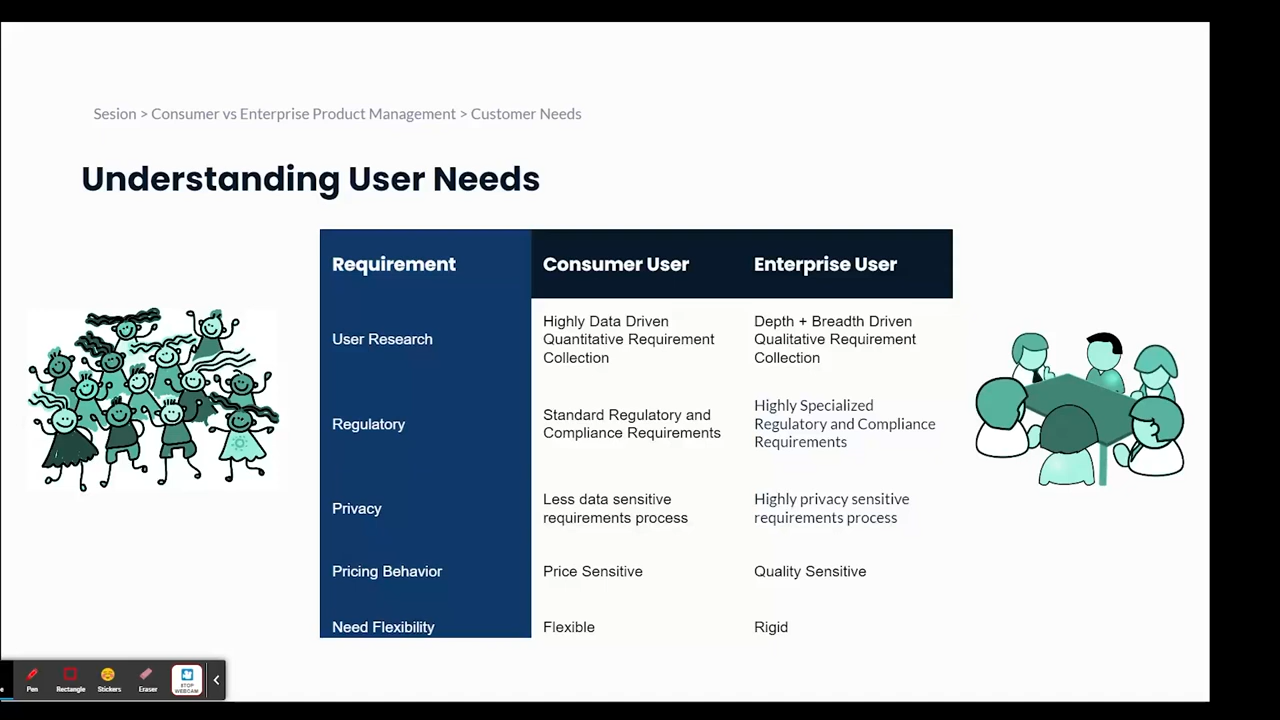 Sesion > Consumer vs Enterprise Product Management > Customer Needs
Understanding User Needs
Requirement
Consumer User
Enterprise User
User Research
Highly Data Driven
Quantitative Requirement
Collection
Depth + Breadth Driven
Qualitative Requirement
Collection
Regulatory
Standard Regulatory and
Compliance Requirements
Highly Specialized
Regulatory and Compliance
Requirements
Privacy
Less data sensitive
requirements process
Highly privacy sensitive
requirements process
Pricing Behavior
Price Sensitive
Quality Sensitive
Need Flexibility
Flexible
Rigid
Pen
Rectangle
Stickers
Eraser
STOP
WEBCAM